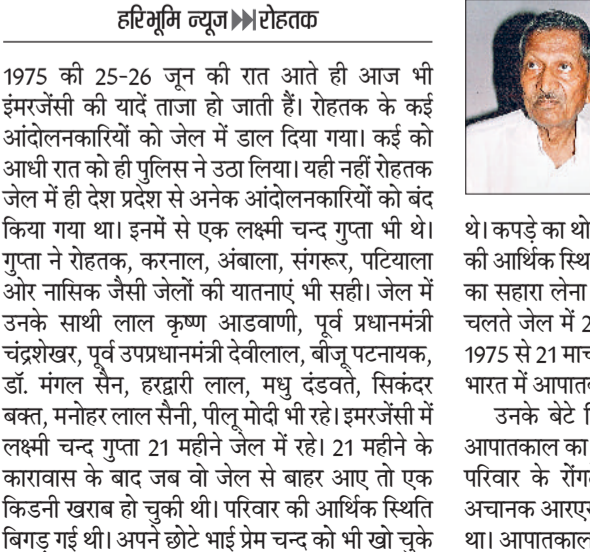 हरिभूमि न्यूज▶▶रोहतक
1975 की 25-26 जून की रात आते ही आज भी
इंमरजेंसी की यादें ताजा हो जाती हैं। रोहतक के कई
आंदोलनकारियों को जेल में डाल दिया गया। कई को
आधी रात को ही पुलिस ने उठा लिया। यही नहीं रोहतक
जेल में ही देश प्रदेश से अनेक आंदोलनकारियों को बंद
किया गया था। इनमें से एक लक्ष्मी चन्द गुप्ता भी थे।
गुप्ता ने रोहतक, करनाल, अंबाला, संगरूर, पटियाला
ओर नासिक जैसी जेलों की यातनाएं भी सही। जेल में
उनके साथी लाल कृष्ण आडवाणी, पूर्व प्रधानमंत्री
चंद्रशेखर, पूर्व उपप्रधानमंत्री देवीलाल, बीजू पटनायक,
डॉ. मंगल सैन, हरद्वारी लाल, मधु दंडवते, सिकंदर
बक्त, मनोहर लाल सैनी, पीलू मोदी भी रहे। इमरजेंसी में
लक्ष्मी चन्द गुप्ता 21 महीने जेल में रहे। 21 महीने के
कारावास के बाद जब वो जेल से बाहर आए तो एक
किडनी खराब हो चुकी थी। परिवार की आर्थिक स्थिति
बिगड़ गई थी। अपने छोटे भाई प्रेम चन्द को भी खो चुके
थे। कपड़े का थो
की आर्थिक स्थि
का सहारा लेना
चलते जेल में 2
1975 से 21 मार्च
भारत में आपात
उनके बेटे
आपातकाल का
परिवार के रोंग
अचानक आरएस
था। आपातकाल